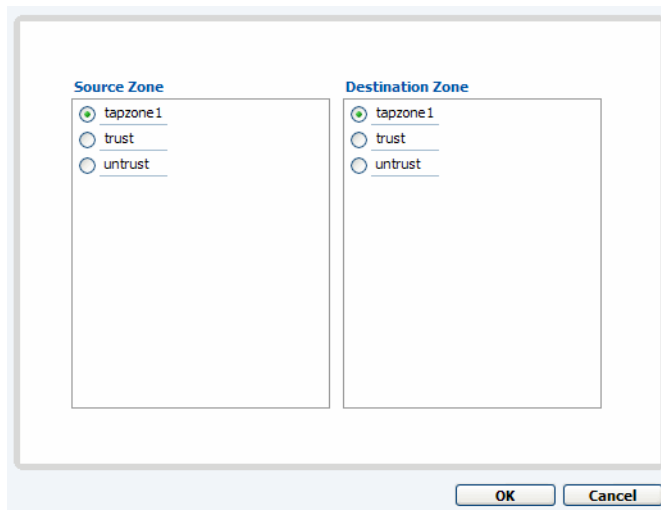 Source Zone
Destination Zone
tapzone1
tapzone1
trust
trust
untrust
untrust
OK
Cancel